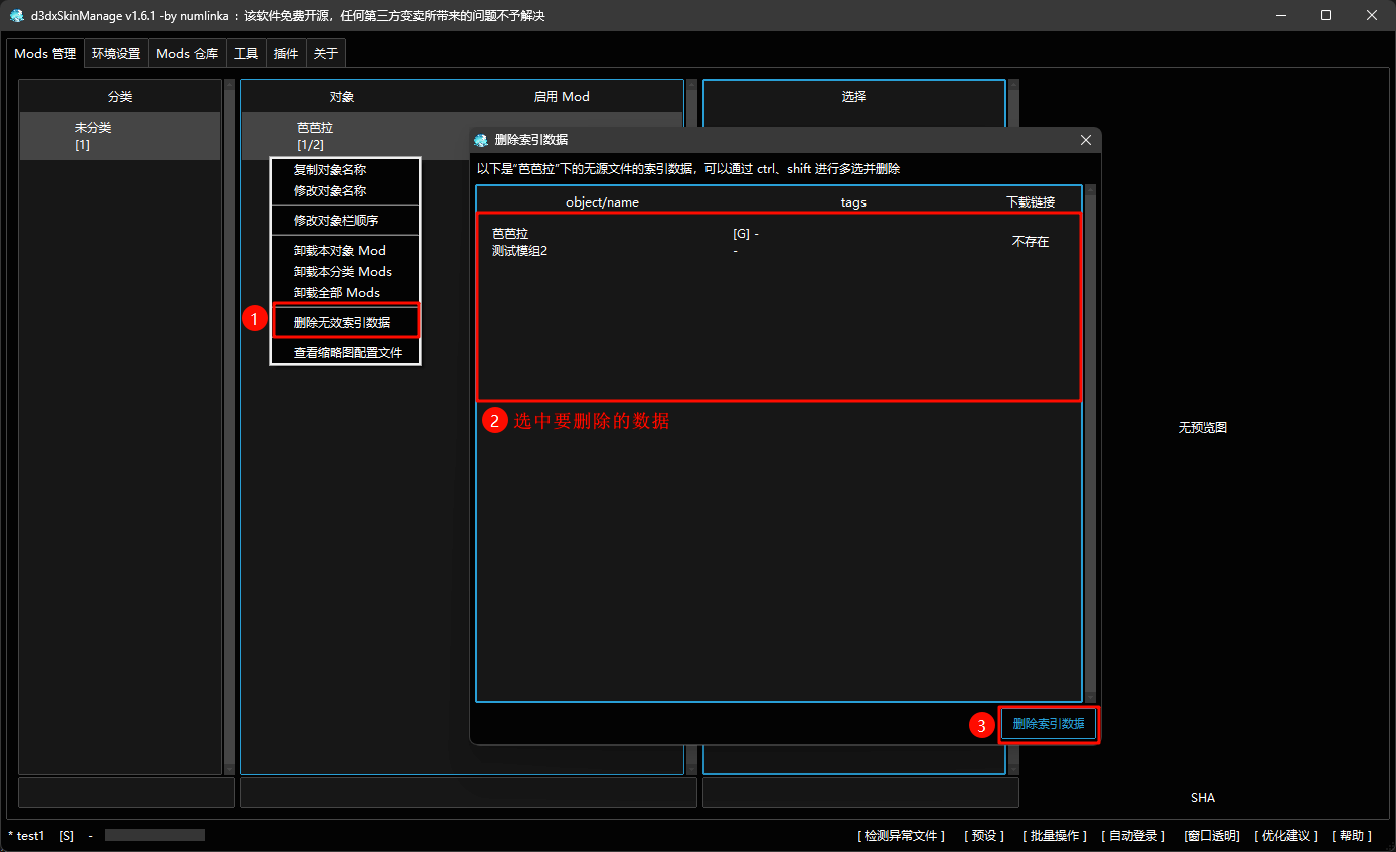 d3dxSkinManage v1.6.1 -by numlinka : 该软件免费开源，任何第三方变卖所带来的问题不予解决
Mods 管理 环境设置 Mods 仓库 工具 插件 关于
分类
未分类
[1]
对象 启用 Mod
芭芭拉
[1/2]
选择
复制对象名称
修改对象名称
修改对象栏顺序
卸载本对象 Mod
卸载本分类 Mods
卸载全部 Mods
1 删除无效索引数据
查看缩略图配置文件
删除索引数据
以下是“芭芭拉”下的无源文件的索引数据，可以通过 ctrl、shift 进行多选并删除
object/name tags 下载链接
芭芭拉 [G] -
测试模组2 -
不存在
2 选中要删除的数据
3 删除索引数据
无预览图
SHA
* test1 [S] -
[ 检测异常文件 ] [ 预设 ] [ 批量操作 ] [ 自动登录 ] [窗口透明] [ 优化建议 ] [ 帮助 ]